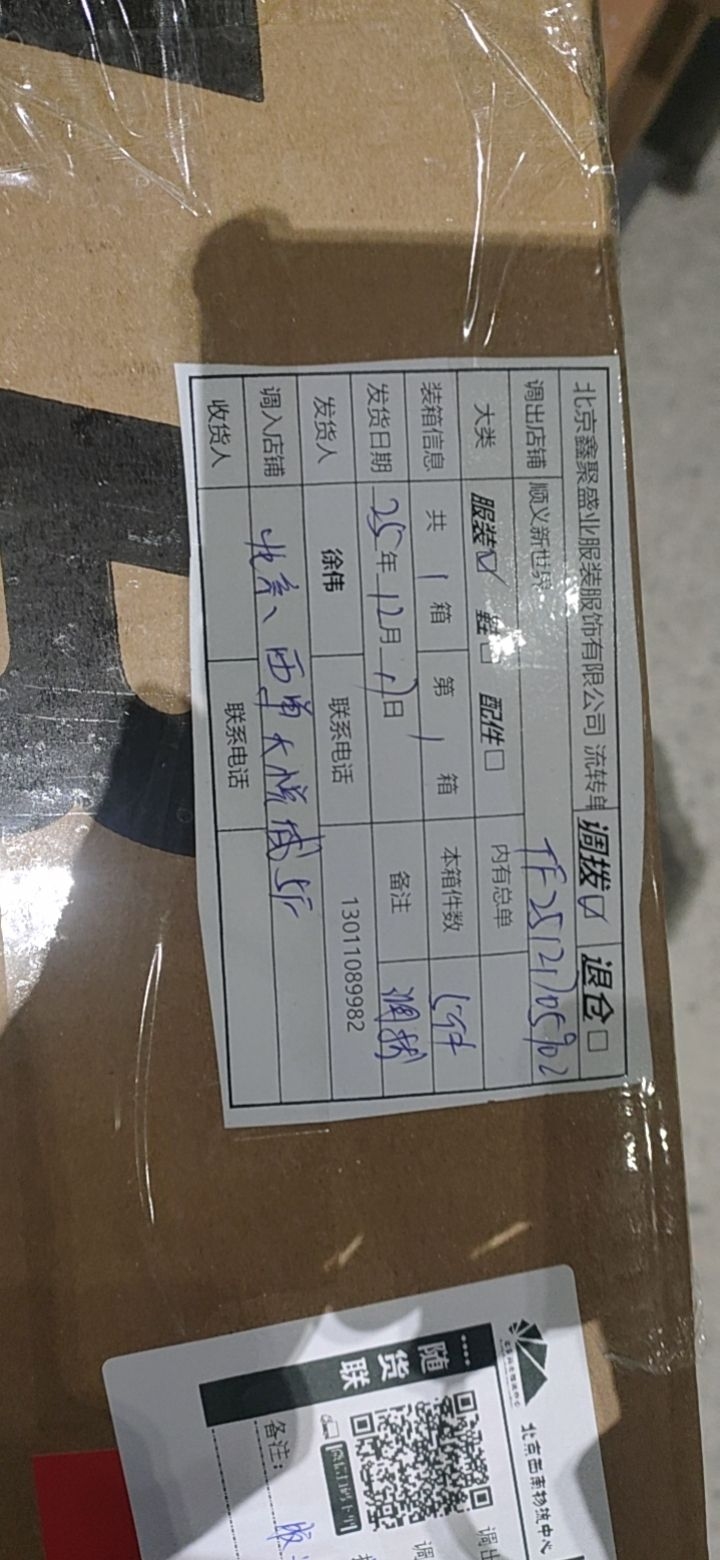 北京鑫聚盛业服装服饰有限公司 流转单 调拨☑ 退仓□
调出店铺 顺义新世界 TF25121705902
大类 服装☑ 鞋□ 配件□ 内有总单
装箱信息 共 1 箱 第 1 箱 本箱件数
发货日期 25年12月17日 备注 调拨
发货人 徐伟 联系电话 13011089982
调入店铺 北京、西单大悦城5F
收货人 联系电话
北京西南物流中心
随货联
备注:
调出